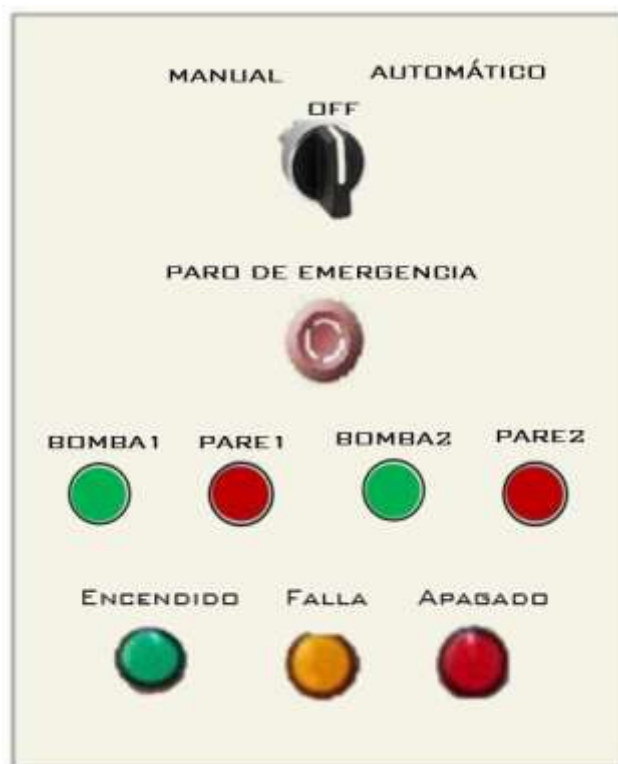 MANUAL AUTOMÁTICO
OFF
PARO DE EMERGENCIA
BOMBA1 PARE1 BOMBA2 PARE2
ENCENDIDO FALLA APAGADO